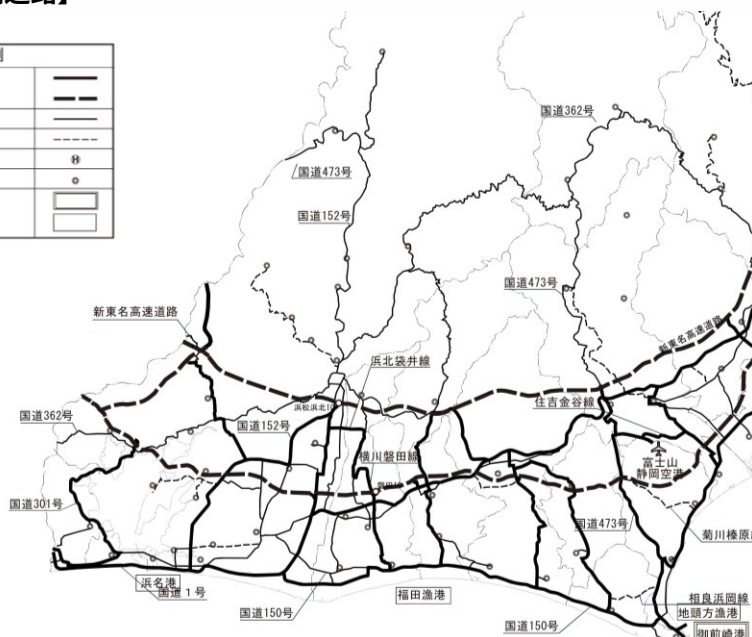 国道362号
国道473号
国道152号
国道473号
新東名高速道路
新東名高速道路
浜北袋井線
浜松浜北IC
住吉金谷線
国道362号
国道152号
横川磐田線
富士山
静岡空港
国道301号
国道473号
菊川榛原
浜名港
国道1号
福田漁港
相良浜岡線
地頭方漁港
国道150号
国道150号
御前崎港